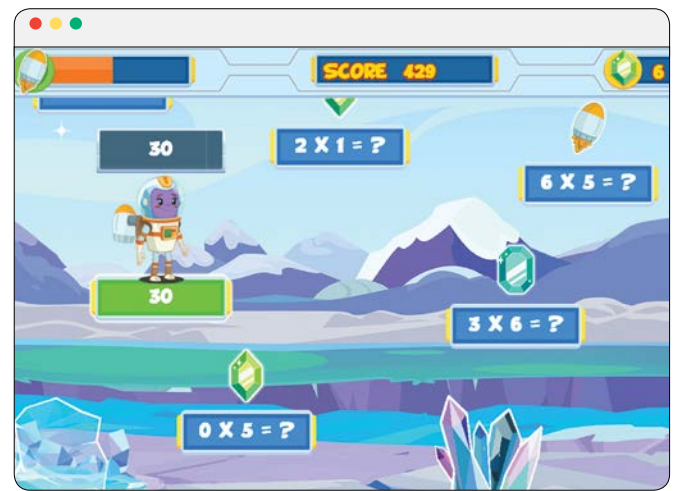 SCORE 429
6
30
2 X 1 = ?
6 X 5 = ?
30
3 X 6 = ?
0 X 5 = ?